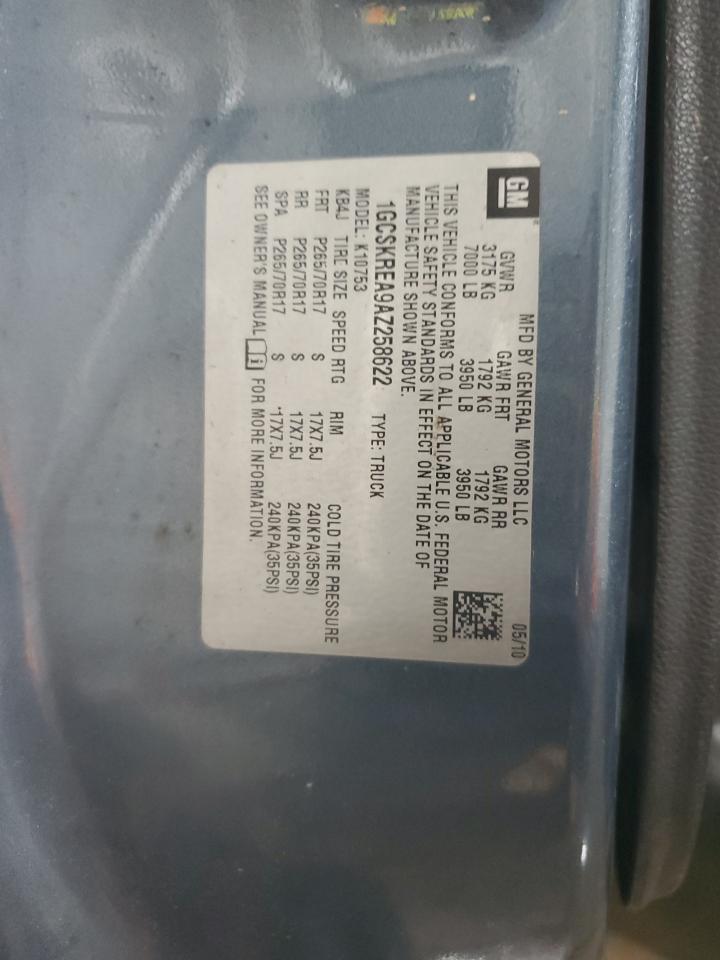 GM
MFD BY GENERAL MOTORS LLC 05/10
GVWR GAWR FRT GAWR RR
3175 KG 1792 KG 1792 KG
7000 LB 3950 LB 3950 LB
THIS VEHICLE CONFORMS TO ALL APPLICABLE U.S. FEDERAL MOTOR
VEHICLE SAFETY STANDARDS IN EFFECT ON THE DATE OF
MANUFACTURE SHOWN ABOVE.
1GCSKREA9AZ258622 TYPE: TRUCK
MODEL: K10753
KB4J TIRE SIZE SPEED RTG RIM COLD TIRE PRESSURE
FRT P265/70R17 S 17X7.5J 240KPA(35PSI)
RR P265/70R17 S 17X7.5J 240KPA(35PSI)
SPA P265/70R17 S *17X7.5J 240KPA(35PSI)
SEE OWNER'S MANUAL FOR MORE INFORMATION.